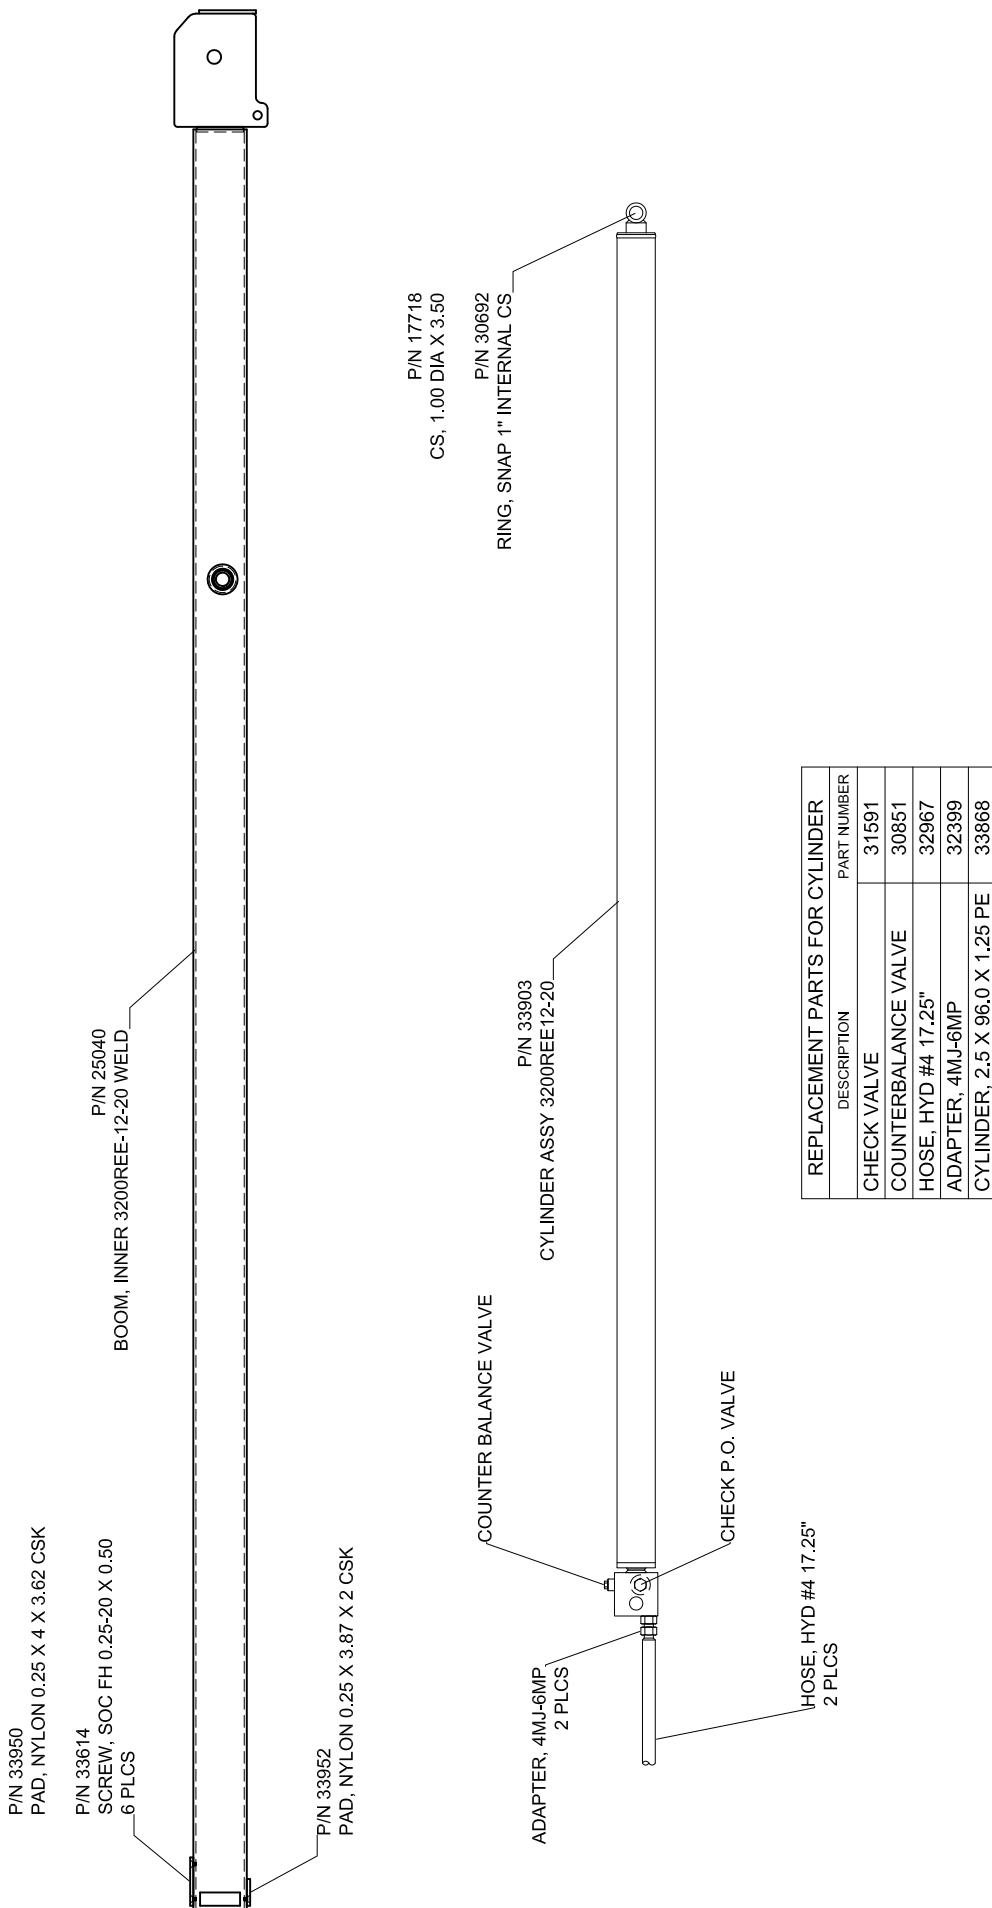 P/N 33950
PAD, NYLON 0.25 X 4 X 3.62 CSK
P/N 33614
SCREW, SOC FH 0.25-20 X 0.50
6 PLCS
P/N 33952
PAD, NYLON 0.25 X 3.87 X 2 CSK
P/N 25040
BOOM, INNER 3200REE-12-20 WELD
P/N 17718
CS, 1.00 DIA X 3.50
P/N 30692
RING, SNAP 1" INTERNAL CS
COUNTER BALANCE VALVE
P/N 33903
CYLINDER ASSY 3200REE12-20
ADAPTER, 4MJ-6MP
2 PLCS
CHECK P.O. VALVE
HOSE, HYD #4 17.25"
2 PLCS
REPLACEMENT PARTS FOR CYLINDER
DESCRIPTION PART NUMBER
CHECK VALVE 31591
COUNTERBALANCE VALVE 30851
HOSE, HYD #4 17.25" 32967
ADAPTER, 4MJ-6MP 32399
CYLINDER, 2.5 X 96.0 X 1.25 PE 33868